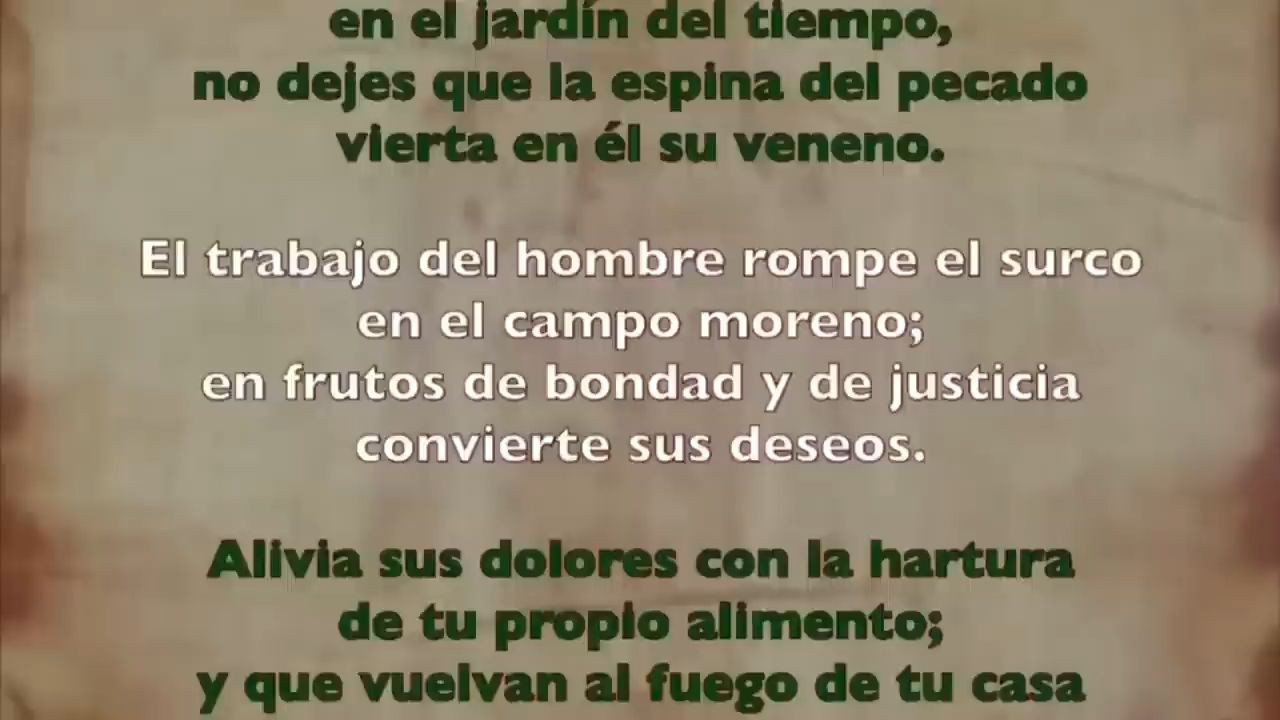 en el jardín del tiempo,
no dejes que la espina del pecado
vierta en él su veneno.
El trabajo del hombre rompe el surco
en el campo moreno;
en frutos de bondad y de justicia
convierte sus deseos.
Alivia sus dolores con la hartura
de tu propio alimento;
y que vuelvan al fuego de tu casa